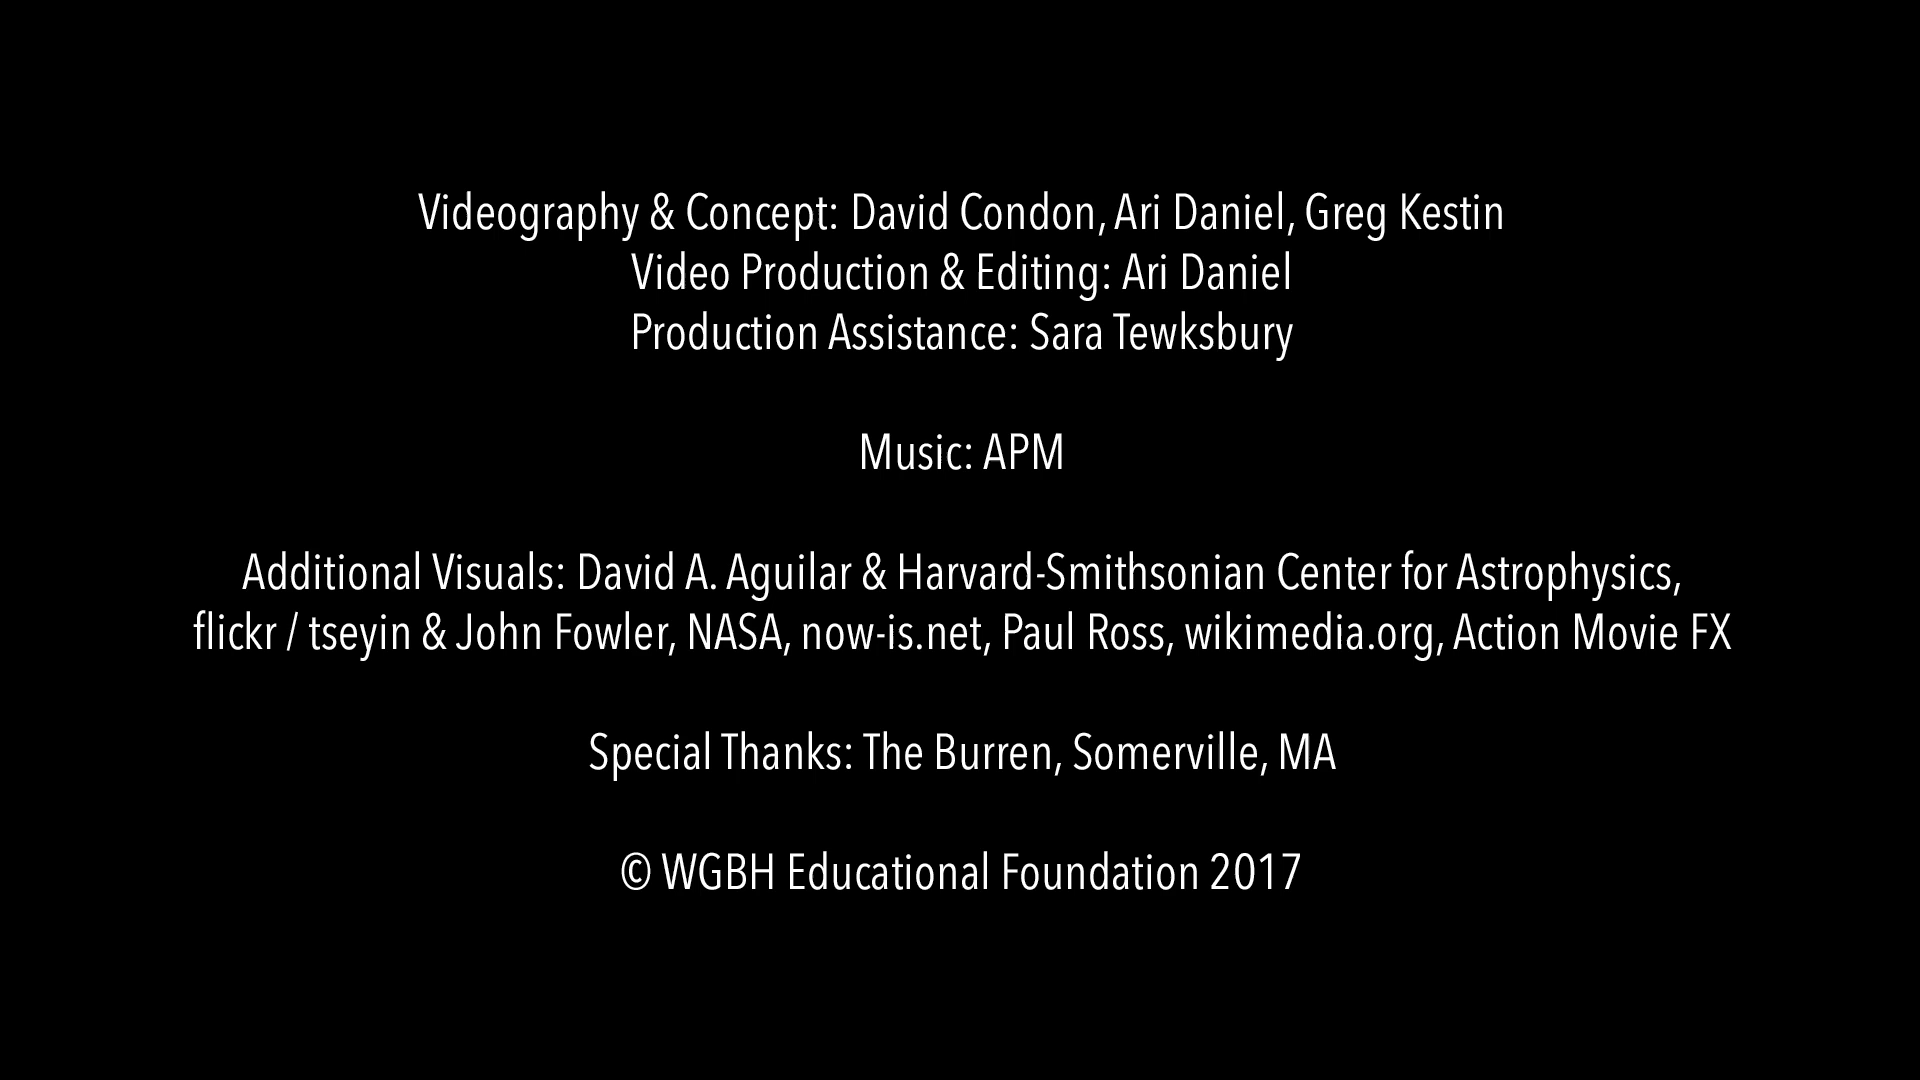 Videography & Concept: David Condon, Ari Daniel, Greg Kestin
Video Production & Editing: Ari Daniel
Production Assistance: Sara Tewksbury
Music: APM
Additional Visuals: David A. Aguilar & Harvard-Smithsonian Center for Astrophysics,
flickr / tseyin & John Fowler, NASA, now-is.net, Paul Ross, wikimedia.org, Action Movie FX
Special Thanks: The Burren, Somerville, MA
© WGBH Educational Foundation 2017